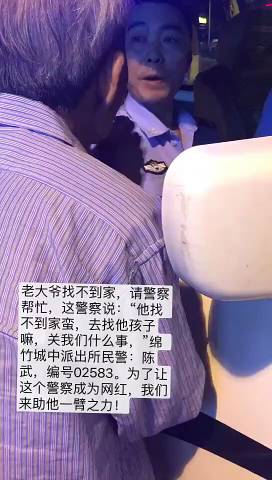 老大爷找不到家，请警察
帮忙，这警察说：“他找
不到家蛮，去找他孩子
嘛，关我们什么事，”绵
竹城中派出所民警：陈
武，编号02583。为了让
这个警察成为网红，我们
来助他一臂之力！